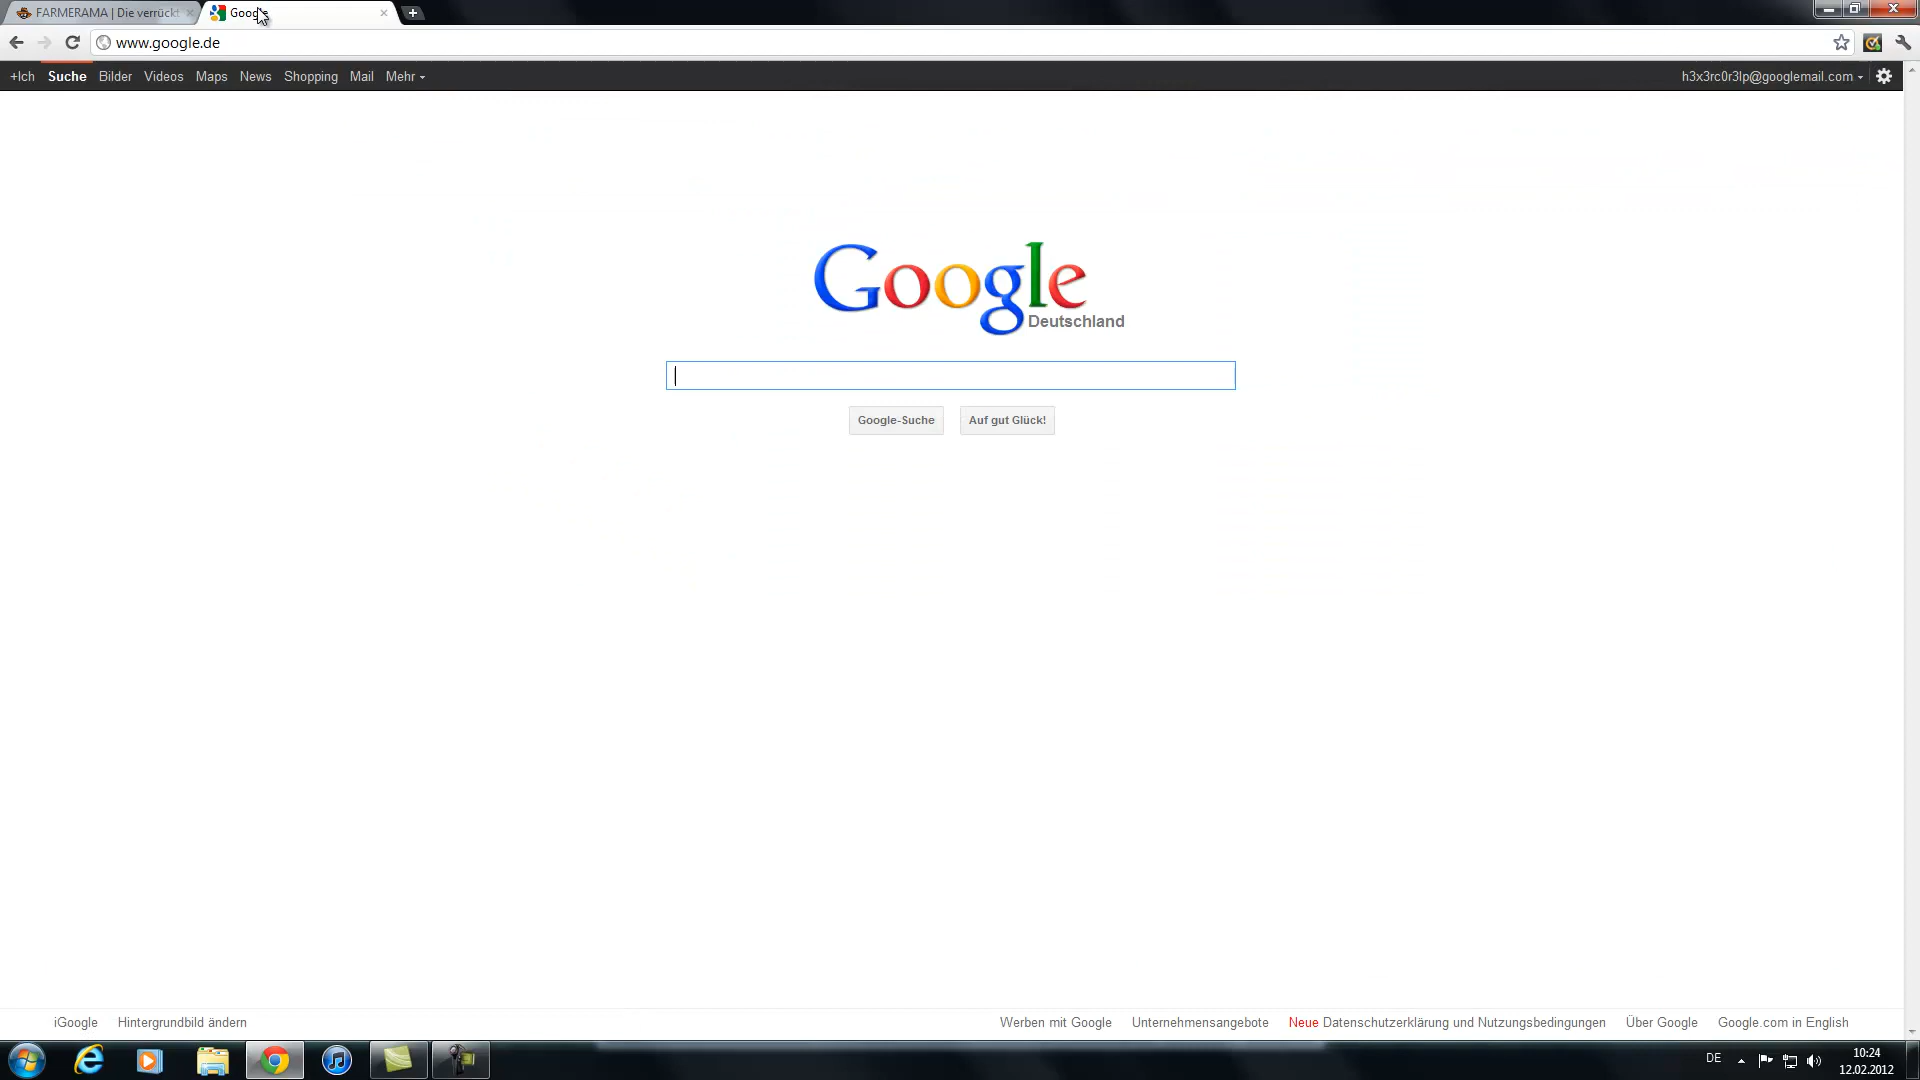 FARMERAMA | Die verrückt
Google
www.google.de
+Ich Suche Bilder Videos Maps News Shopping Mail Mehr
h3x3rc0r3lp@googlemail.com
Google
Deutschland
Google-Suche Auf gut Glück!
iGoogle Hintergrundbild ändern
Werben mit Google Unternehmensangebote Neue Datenschutzerklärung und Nutzungsbedingungen Über Google Google.com in English
DE
10:24
12.02.2012